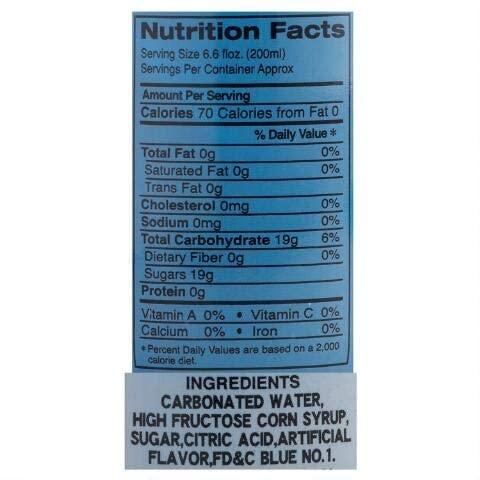 Nutrition Facts
Serving Size 6.6 floz. (200ml)
Servings Per Container Approx
Amount Per Serving
Calories 70 Calories from Fat 0
% Daily Value *
Total Fat 0g 0%
Saturated Fat 0g 0%
Trans Fat 0g
Cholesterol 0mg 0%
Sodium 0mg 0%
Total Carbohydrate 19g 6%
Dietary Fiber 0g 0%
Sugars 19g
Protein 0g
Vitamin A 0% • Vitamin C 0%
Calcium 0% • Iron 0%
*Percent Daily Values are based on a 2,000
calorie diet.
INGREDIENTS
CARBONATED WATER,
HIGH FRUCTOSE CORN SYRUP,
SUGAR,CITRIC ACID,ARTIFICIAL
FLAVOR,FD&C BLUE NO.1.